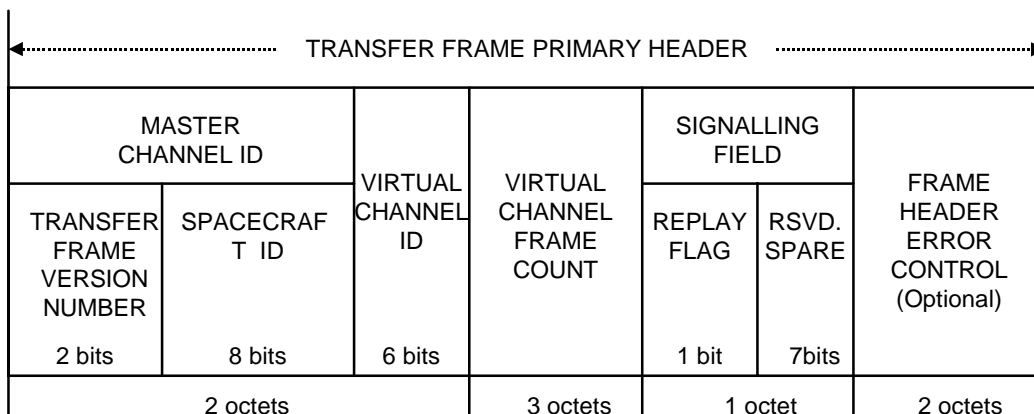 TRANSFER FRAME PRIMARY HEADER
MASTER
CHANNEL ID
TRANSFER
FRAME
VERSION
NUMBER
2 bits
SPACECRAF
T ID
8 bits
VIRTUAL
CHANNEL
ID
6 bits
2 octets
VIRTUAL
CHANNEL
FRAME
COUNT
3 octets
SIGNALLING
FIELD
REPLAY
FLAG
1 bit
RSVD.
SPARE
7bits
1 octet
FRAME
HEADER
ERROR
CONTROL
(Optional)
2 octets